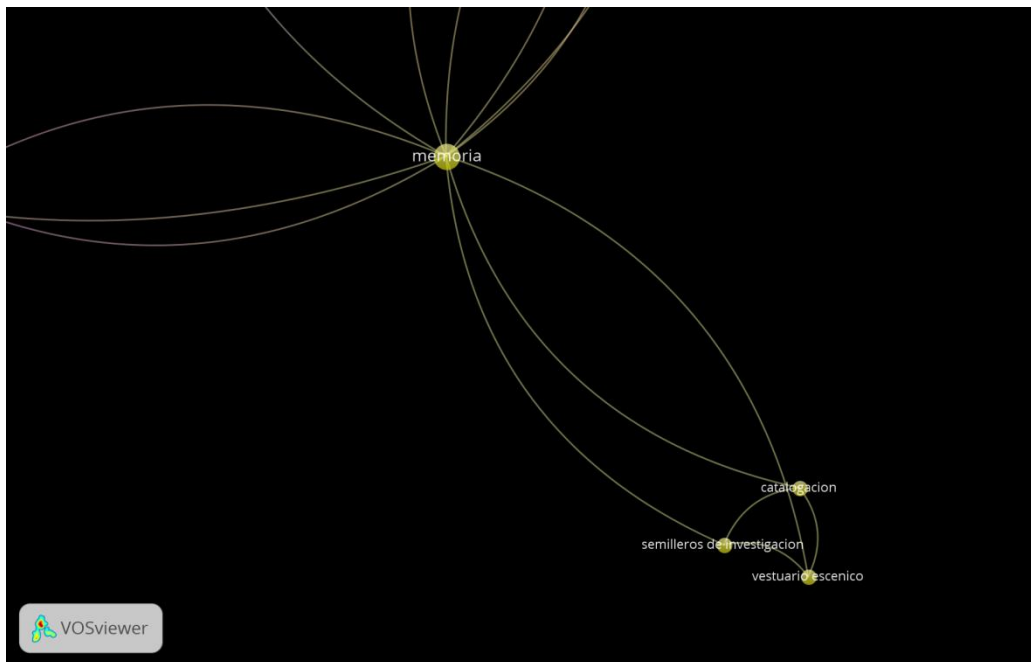 memoria
catalogacion
semilleros de investigacion
vestuario escenico
VOSviewer